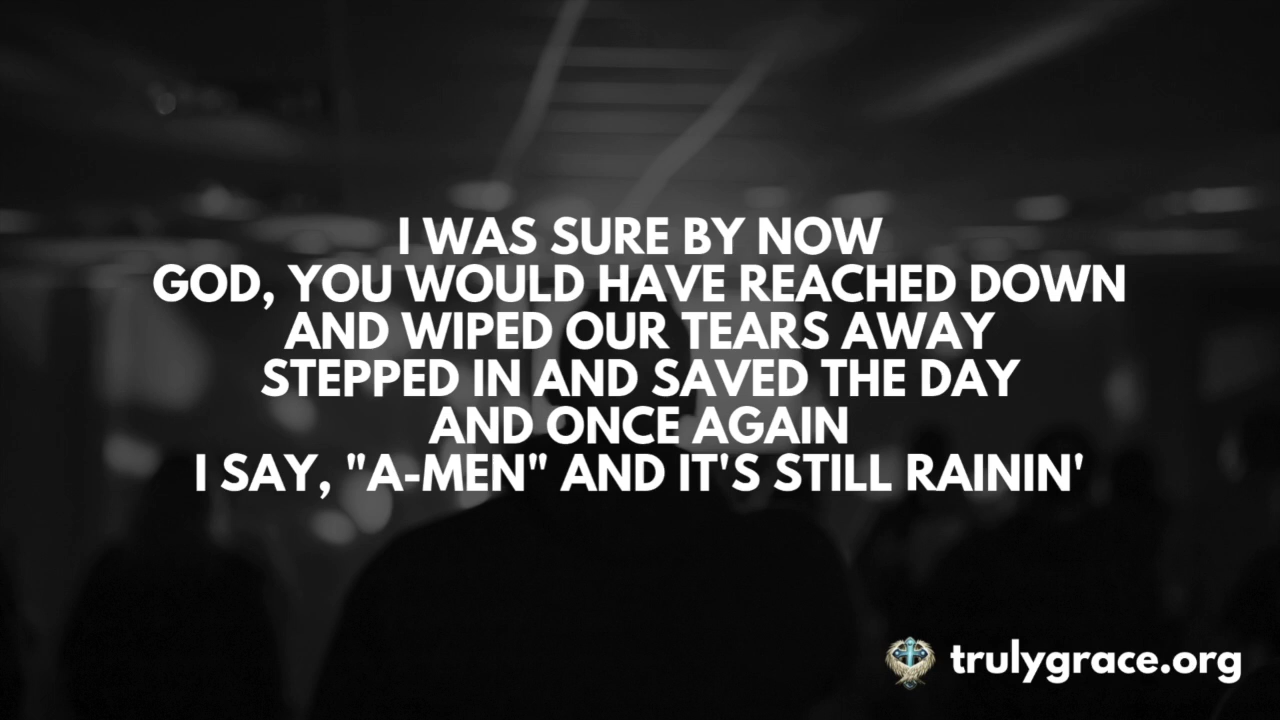 I WAS SURE BY NOW
GOD, YOU WOULD HAVE REACHED DOWN
AND WIPED OUR TEARS AWAY
STEPPED IN AND SAVED THE DAY
AND ONCE AGAIN
I SAY, "A-MEN" AND IT'S STILL RAININ'
trulygrace.org